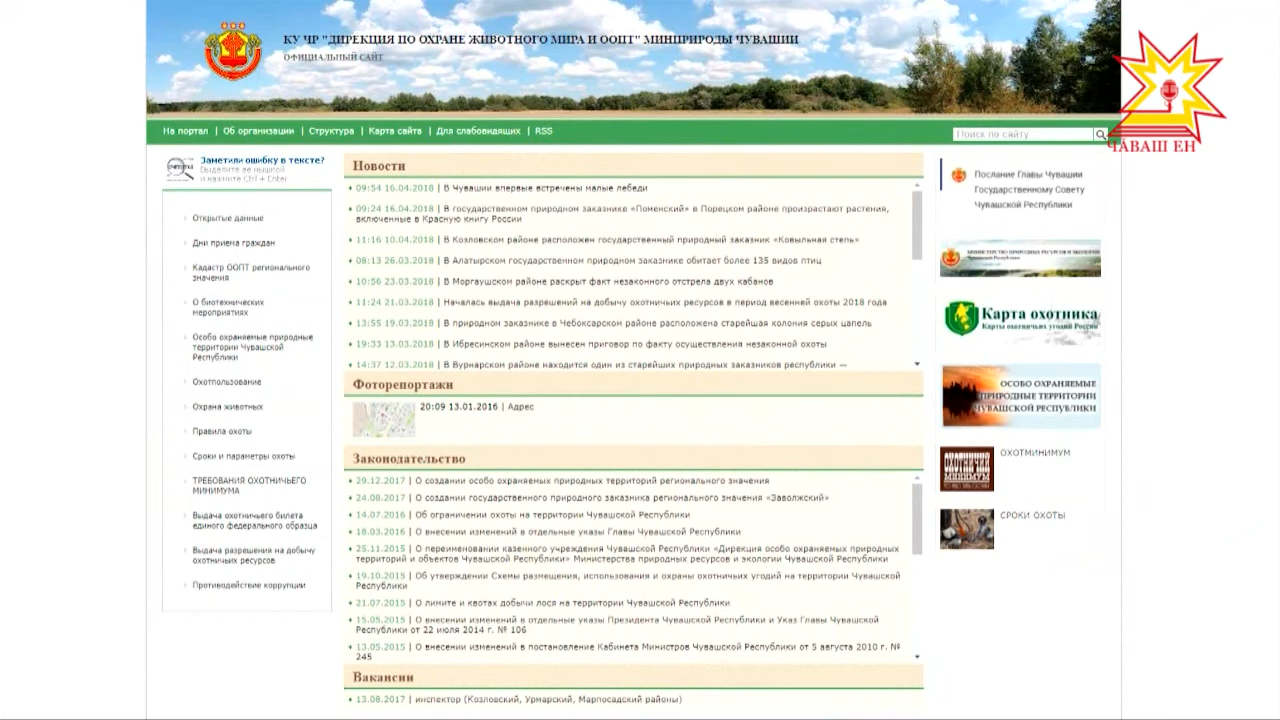 КУ ЧР "ДИРЕКЦИЯ ПО ОХРАНЕ ЖИВОТНОГО МИРА И ООПТ" МИНПРИРОДЫ ЧУВАШИИ
ОФИЦИАЛЬНЫЙ САЙТ
ЧӐВАШ ЕН
На портал | Об организации | Структура | Карта сайта | Для слабовидящих | RSS
Поиск по сайту
Заметили ошибку в тексте?
Выделите ее мышкой
и нажмите Ctrl + Enter
Открытые данные
Дни приема граждан
Кадастр ООПТ регионального
значения
О биотехнических
мероприятиях
Особо охраняемые природные
территории Чувашской
Республики
Охотпользование
Охрана животных
Правила охоты
Сроки и параметры охоты
ТРЕБОВАНИЯ ОХОТНИЧЬЕГО
МИНИМУМА
Выдача охотничьего билета
единого федерального образца
Выдача разрешения на добычу
охотничьих ресурсов
Противодействие коррупции
Новости
09:54 16.04.2018 | В Чувашии впервые встречены малые лебеди
09:24 16.04.2018 | В государственном природном заказнике «Поменский» в Порецком районе произрастают растения,
включенные в Красную книгу России
11:16 10.04.2018 | В Козловском районе расположен государственный природный заказник «Ковыльная степь»
08:13 26.03.2018 | В Алатырском государственном природном заказнике обитает более 135 видов птиц
10:56 23.03.2018 | В Моргаушском районе раскрыт факт незаконного отстрела двух кабанов
11:24 21.03.2018 | Началась выдача разрешений на добычу охотничьих ресурсов в период весенней охоты 2018 года
13:55 19.03.2018 | В природном заказнике в Чебоксарском районе расположена старейшая колония серых цапель
19:33 13.03.2018 | В Ибресинском районе вынесен приговор по факту осуществления незаконной охоты
14:37 12.03.2018 | В Вурнарском районе находится один из старейших природных заказников республики —
Фоторепортажи
20:09 13.01.2016 | Адрес
Законодательство
29.12.2017 | О создании особо охраняемых природных территорий регионального значения
24.08.2017 | О создании государственного природного заказника регионального значения «Заволжский»
14.07.2016 | Об ограничении охоты на территории Чувашской Республики
18.03.2016 | О внесении изменений в отдельные указы Главы Чувашской Республики
25.11.2015 | О переименовании казенного учреждения Чувашской Республики «Дирекция особо охраняемых природных
территорий и объектов Чувашской Республики» Министерства природных ресурсов и экологии Чувашской Республики
19.10.2015 | Об утверждении Схемы размещения, использования и охраны охотничьих угодий на территории Чувашской
Республики
21.07.2015 | О лимите и квотах добычи лося на территории Чувашской Республики
15.05.2015 | О внесении изменений в отдельные указы Президента Чувашской Республики и Указ Главы Чувашской
Республики от 22 июля 2014 г. № 106
13.05.2015 | О внесении изменений в постановление Кабинета Министров Чувашской Республики от 5 августа 2010 г. №
245
Вакансии
13.08.2017 | инспектор (Козловский, Урмарский, Марпосадский районы)
Послание Главы Чувашии
Государственному Совету
Чувашской Республики
МИНИСТЕРСТВО ПРИРОДНЫХ РЕСУРСОВ И ЭКОЛОГИИ
Чувашской Республики
Карта охотника
Карты охотничьих угодий России
ОСОБО ОХРАНЯЕМЫЕ
ПРИРОДНЫЕ ТЕРРИТОРИИ
ЧУВАШСКОЙ РЕСПУБЛИКИ
ОХОТНИЧИЙ
МИНИМУМ
ОХОТМИНИМУМ
СРОКИ ОХОТЫ